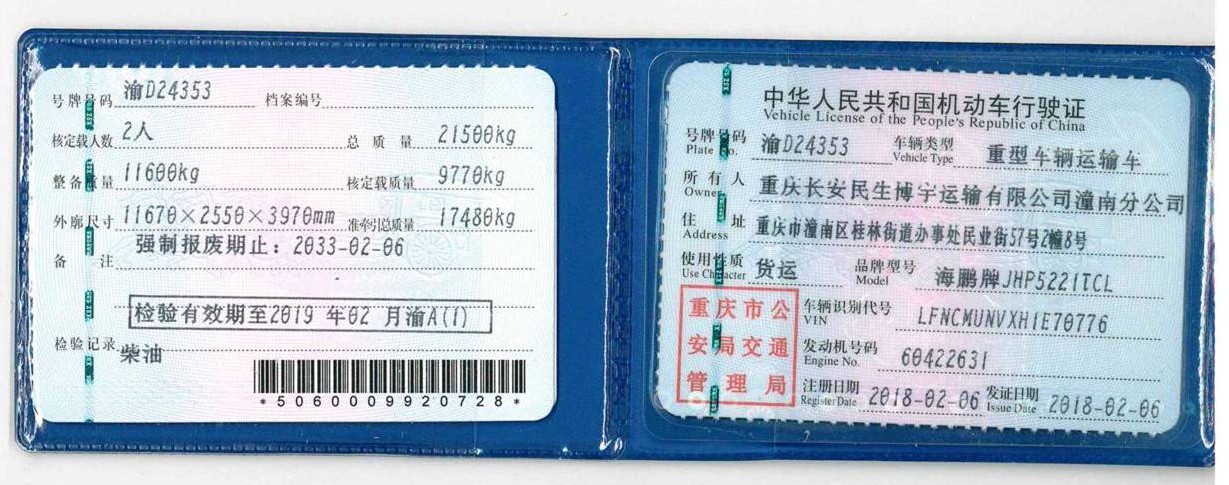 号牌号码 渝D24353 档案编号
核定载人数 2人 总质量 21500kg
整备质量 11600kg 核定载质量 9770kg
外廓尺寸 11670×2550×3970mm 准牵引总质量 17480kg
强制报废期止：2033-02-06
备注
检验有效期至2019 年02 月渝A(1)
检验记录 柴油
*5060009920728*
中华人民共和国机动车行驶证
Vehicle License of the People's Republic of China
号牌号码 渝D24353 车辆类型 重型车辆运输车
Plate No. Vehicle Type
所有人 重庆长安民生博宇运输有限公司潼南分公司
Owner
住址 重庆市潼南区桂林街道办事处民业街57号2幢8号
Address
使用性质 货运 品牌型号 海鹏牌JHP5221TCL
Use Character Model
重庆市公
安局交通
管理局
车辆识别代号 LFNCMUNVXH1E70776
VIN
发动机号码 60422631
Engine No.
注册日期 2018-02-06 发证日期 2018-02-06
Register Date Issue Date